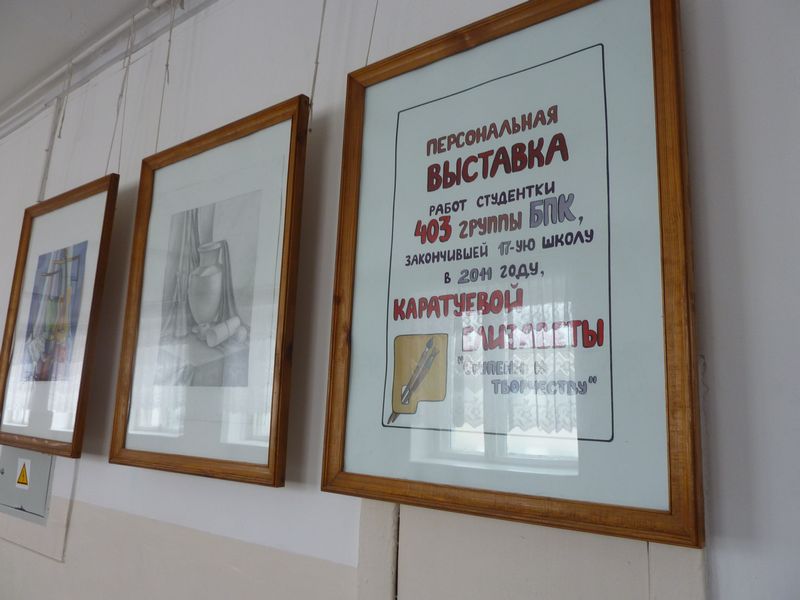 ПЕРСОНАЛЬНАЯ
ВЫСТАВКА
РАБОТ СТУДЕНТКИ
403 ГРУППЫ БПК,
ЗАКОНЧИВШЕЙ 17-УЮ ШКОЛУ
В 2011 ГОДУ,
КАРАТУЕВОЙ
ЕЛИЗАВЕТЫ
"СТУПЕНИ К
ТВОРЧЕСТВУ"